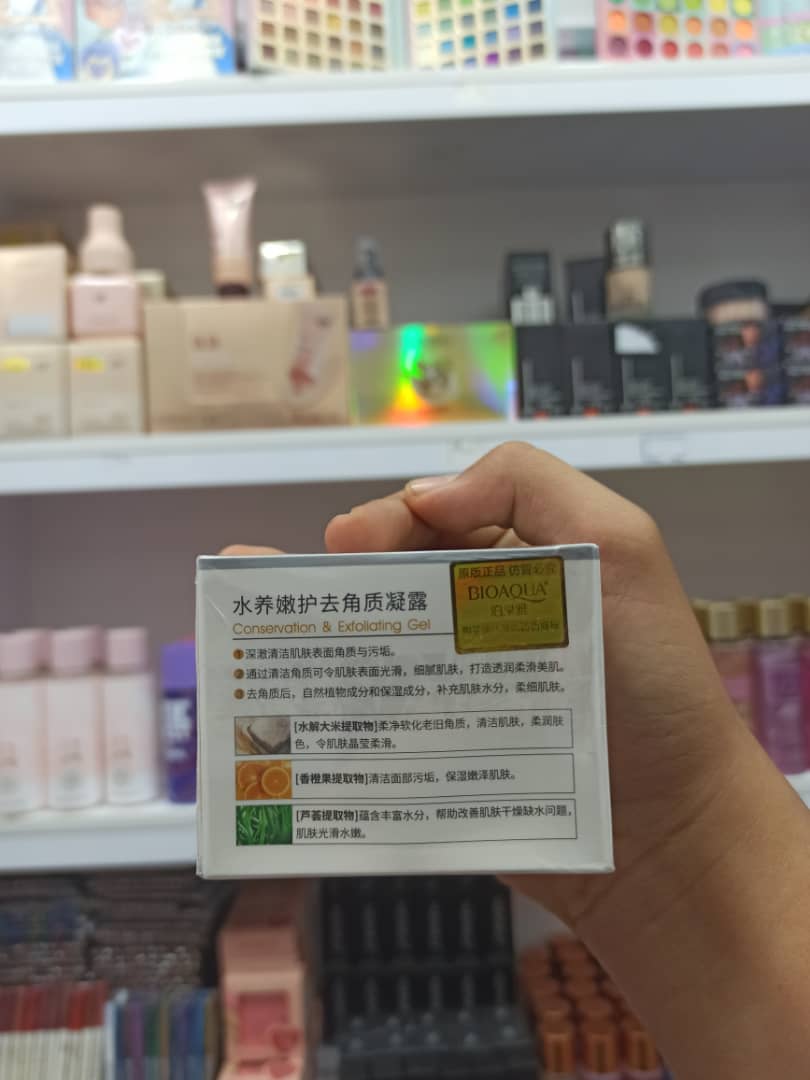 水养嫩护去角质凝露
Conservation & Exfoliating Gel
原版正品 仿冒必究
BIOAQUA
泊泉雅
1深澈清洁肌肤表面角质与污垢。
2通过清洁角质可令肌肤表面光滑，细腻肌肤，打造透润柔滑美肌。
3去角质后，自然植物成分和保湿成分，补充肌肤水分，柔细肌肤。
[水解大米提取物]柔净软化老旧角质，清洁肌肤，柔润肤
色，令肌肤晶莹柔滑。
[香橙果提取物]清洁面部污垢，保湿嫩泽肌肤。
[芦荟提取物]蕴含丰富水分，帮助改善肌肤干燥缺水问题，
肌肤光滑水嫩。